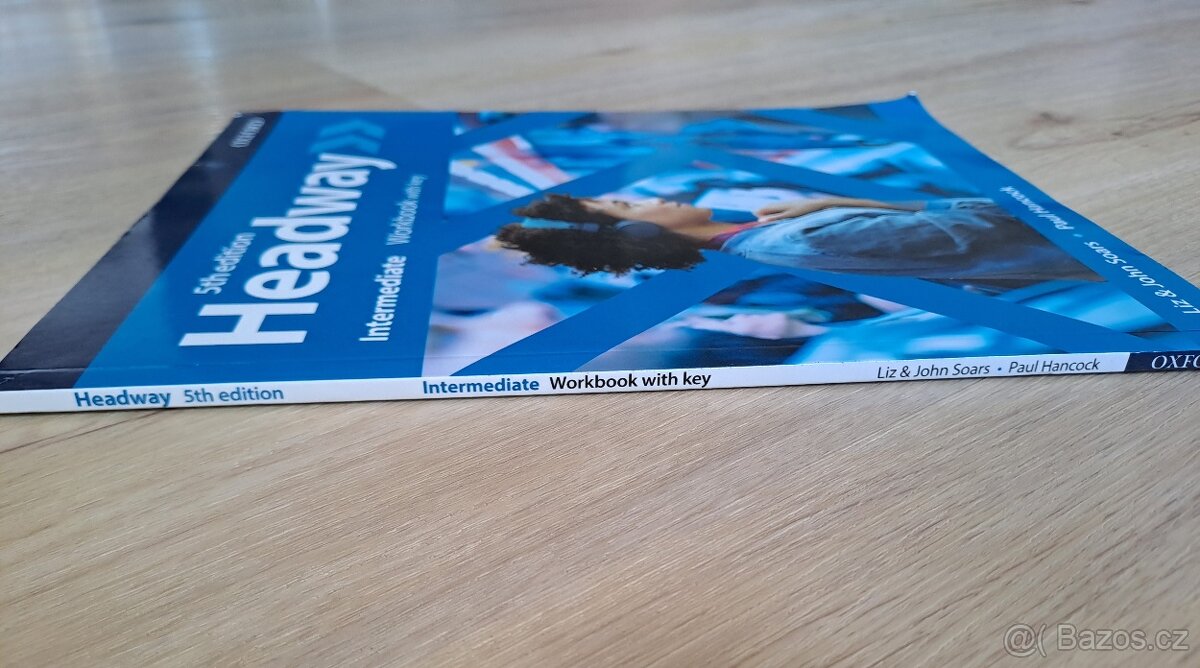 OXFORD
5th edition
Headway
Intermediate Workbook with key
Liz & John Soars • Paul Hancock
Headway 5th edition Intermediate Workbook with key Liz & John Soars • Paul Hancock OXFO
@( Bazos.cz